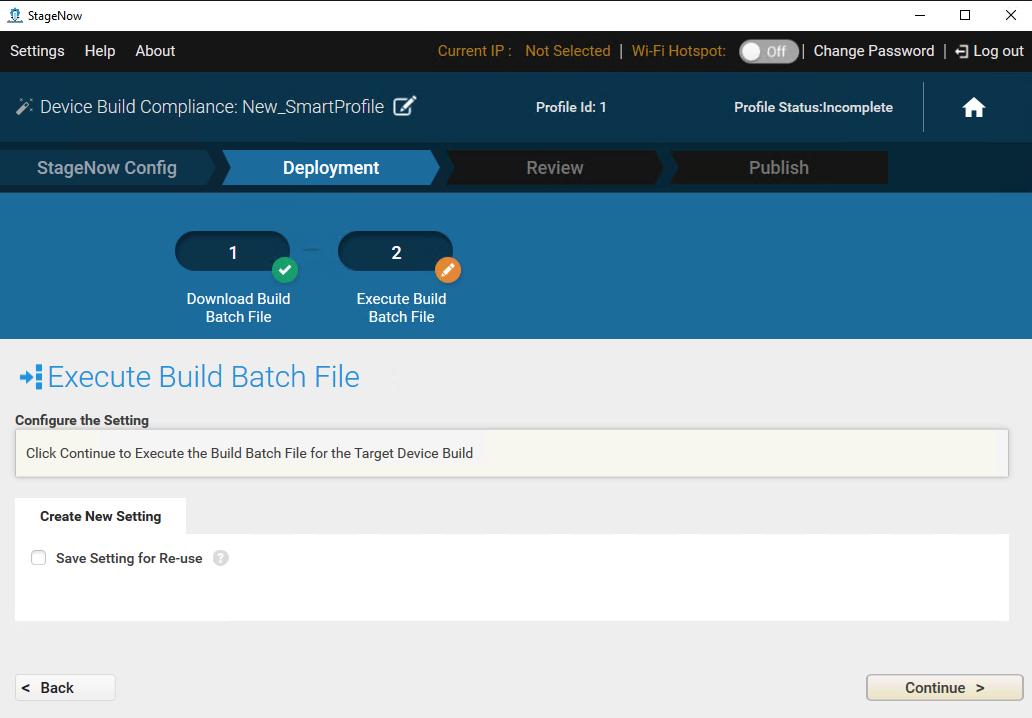 StageNow
Settings Help About Current IP : Not Selected | Wi-Fi Hotspot: Off | Change Password | Log out
Device Build Compliance: New_SmartProfile Profile Id: 1 Profile Status:Incomplete
StageNow Config Deployment Review Publish
1 2
Download Build Execute Build
Batch File Batch File
Execute Build Batch File
Configure the Setting
Click Continue to Execute the Build Batch File for the Target Device Build
Create New Setting
Save Setting for Re-use ?
< Back Continue >